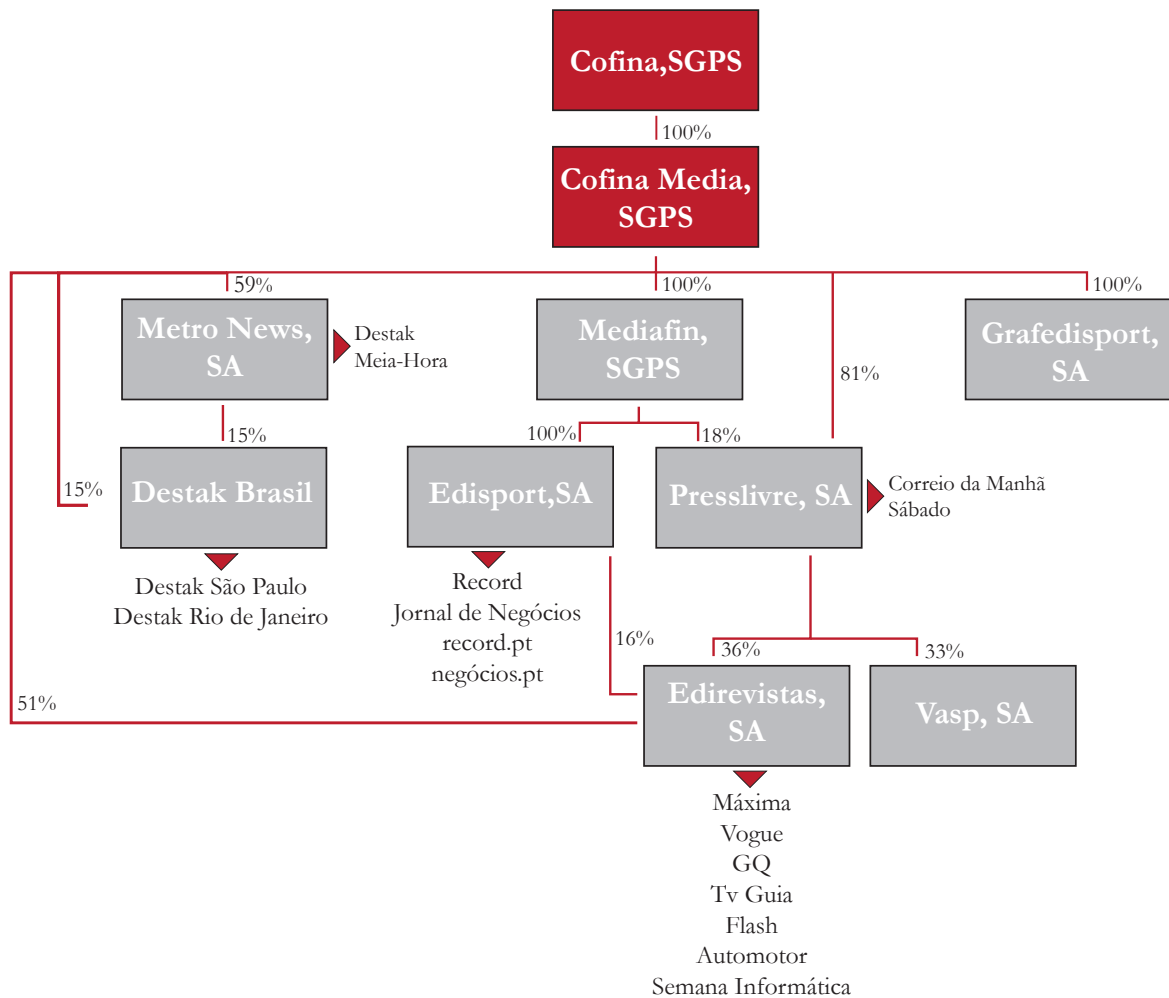 Cofina,SGPS
100%
Cofina Media,
SGPS
59%
100%
100%
Metro News,
SA
Destak
Meia-Hora
Mediafin,
SGPS
81%
Grafedisport,
SA
15%
100%
18%
15%
Destak Brasil
Edisport,SA
Presslivre, SA
Correio da Manhã
Sábado
Destak São Paulo
Destak Rio de Janeiro
Record
Jornal de Negócios
record.pt
negócios.pt
16%
36%
33%
51%
Edirevistas,
SA
Vasp, SA
Máxima
Vogue
GQ
Tv Guia
Flash
Automotor
Semana Informática